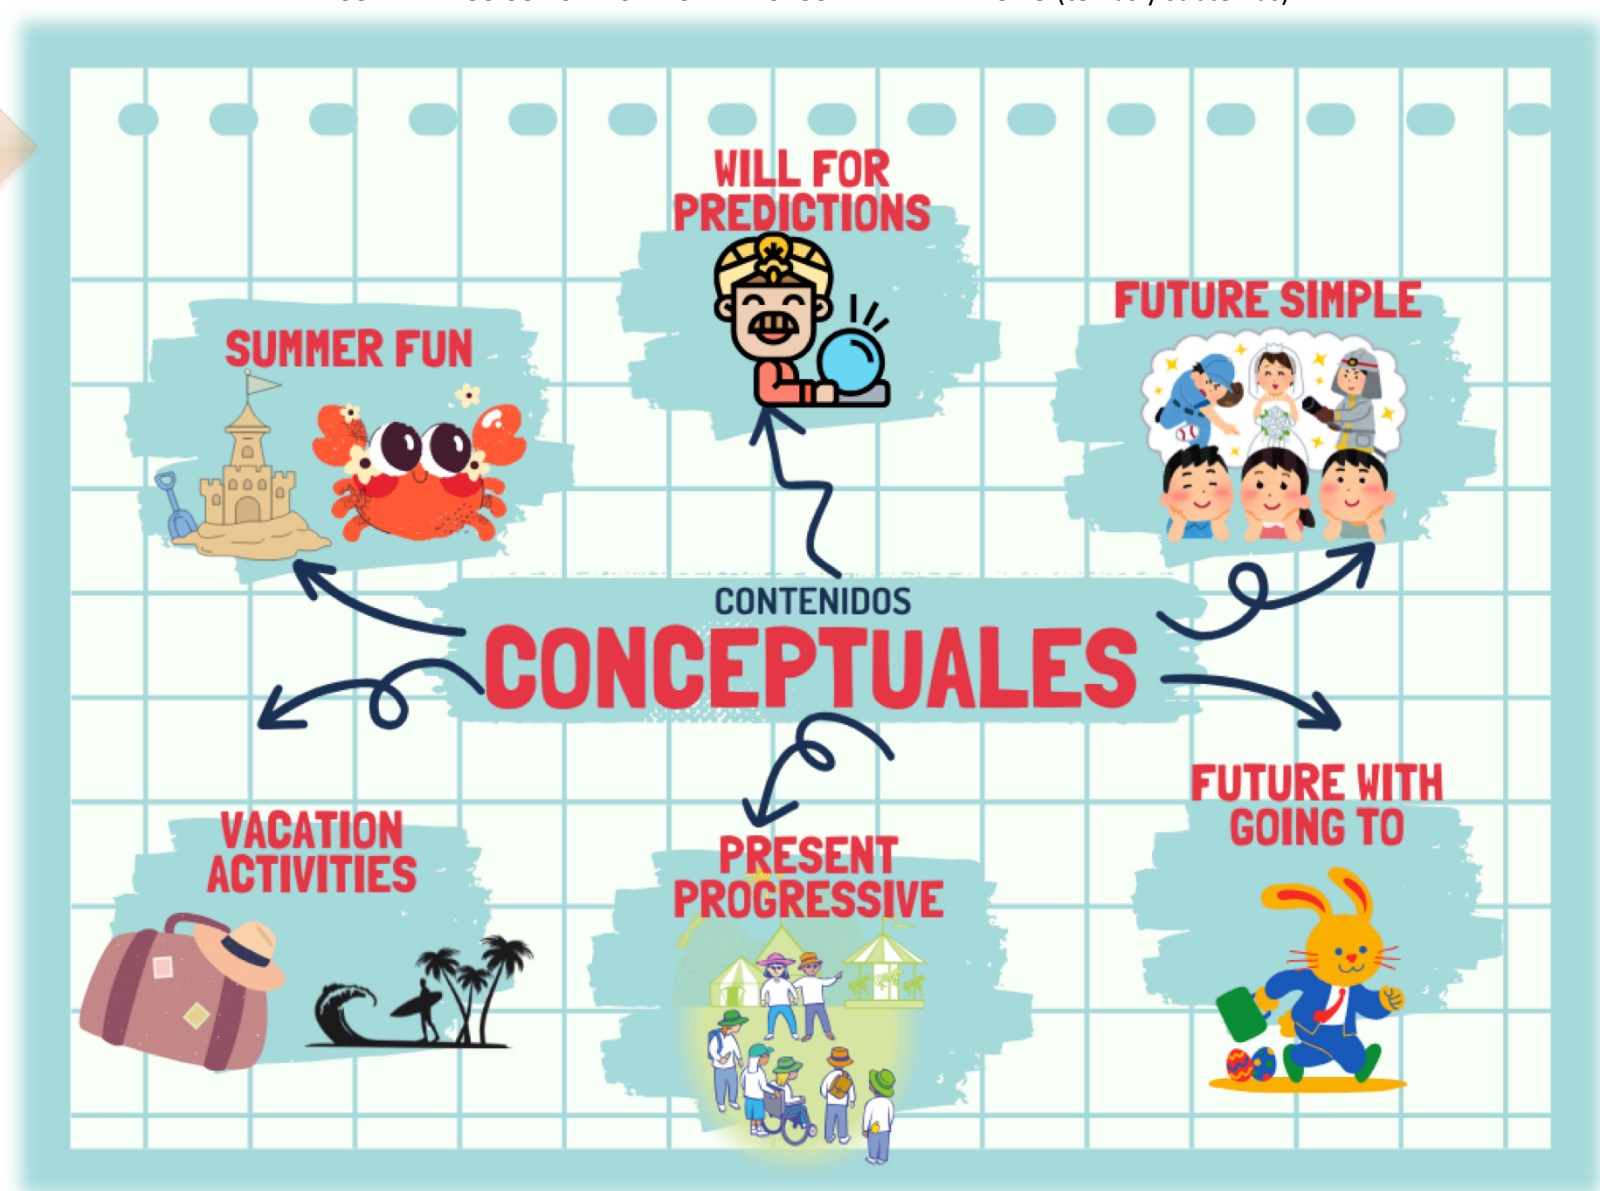 WILL FOR
PREDICTIONS
FUTURE SIMPLE
SUMMER FUN
CONTENIDOS
CONCEPTUALES
FUTURE WITH
GOING TO
VACATION
ACTIVITIES
PRESENT
PROGRESSIVE